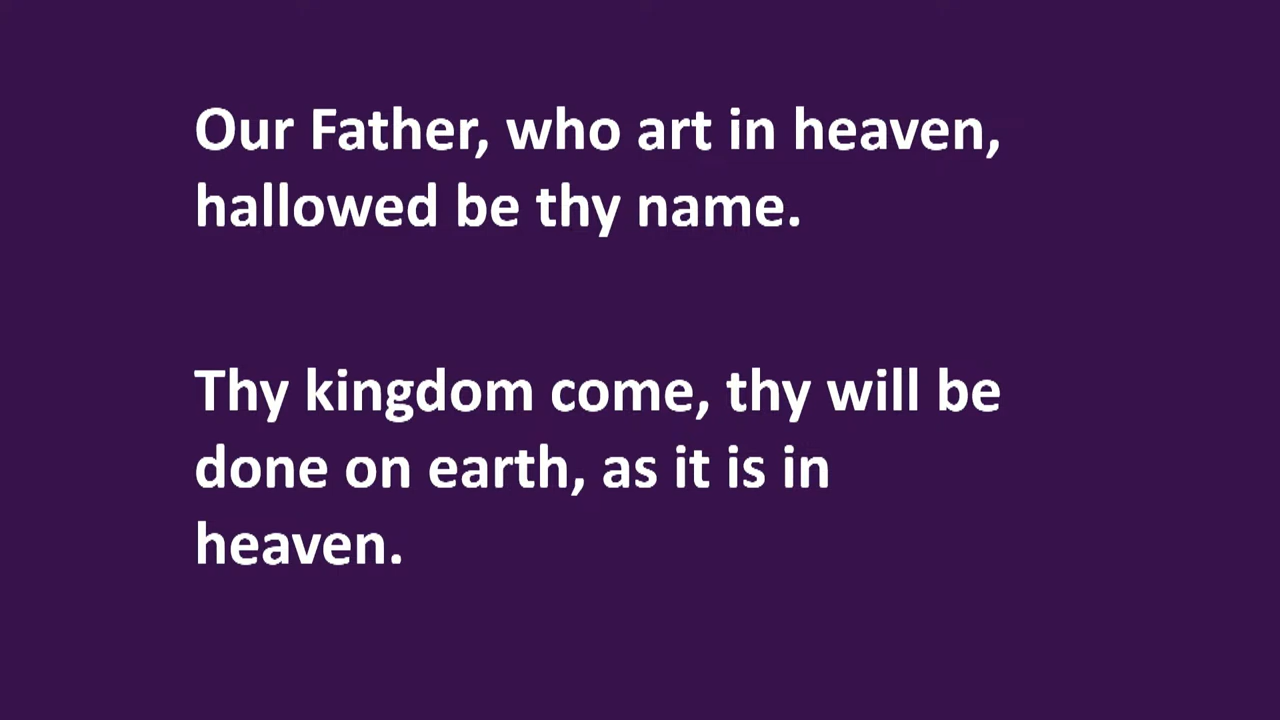 Our Father, who art in heaven,
hallowed be thy name.
Thy kingdom come, thy will be
done on earth, as it is in
heaven.